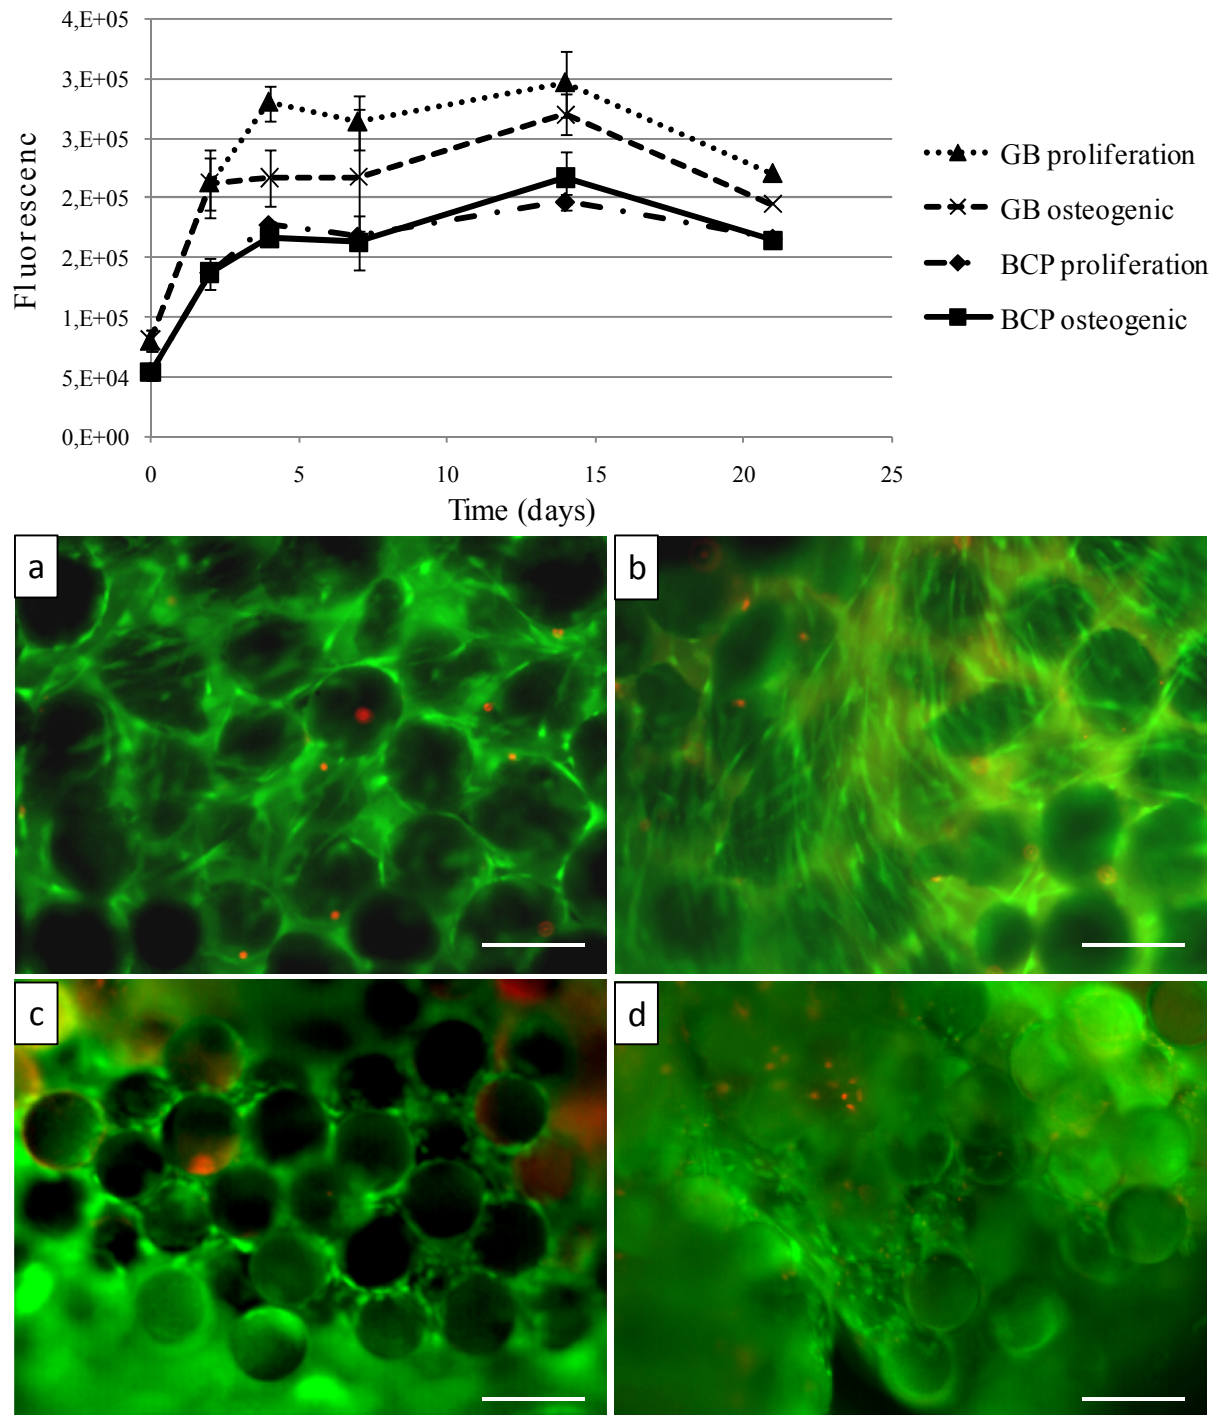 4,E+05
3,E+05
3,E+05
2,E+05
2,E+05
1,E+05
5,E+04
0,E+00
Fluorescenc
0 5 10 15 20 25
Time (days)
GB proliferation
GB osteogenic
BCP proliferation
BCP osteogenic
a
b
c
d